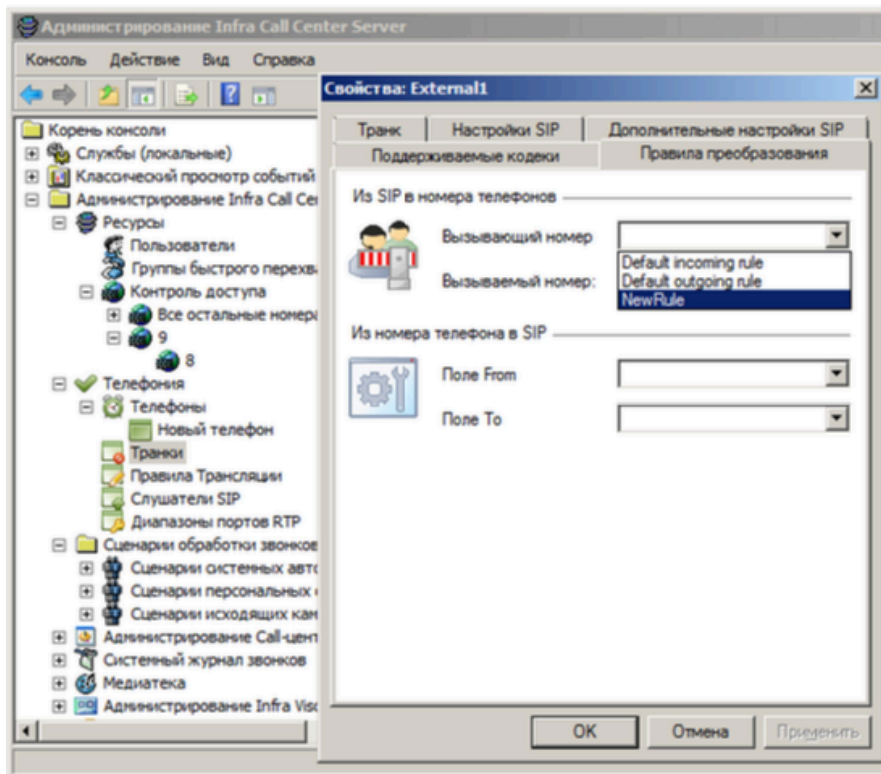 Администрирование Infra Call Center Server
Консоль Действие Вид Справка
Корень консоли
Службы (локальные)
Классический просмотр событий
Администрирование Infra Call Ce
Ресурсы
Пользователи
Группы быстрого перехв
Контроль доступа
Все остальные номера
9
8
Телефония
Телефоны
Новый телефон
Транки
Правила Трансляции
Слушатели SIP
Диапазоны портов RTP
Сценарии обработки звонков
Сценарии системных авто
Сценарии персональных
Сценарии исходящих кам
Администрирование Call-цент
Системный журнал звонков
Медиатека
Администрирование Infra Visc
Свойства: External1
Транк Настройки SIP Дополнительные настройки SIP
Поддерживаемые кодеки Правила преобразования
Из SIP в номера телефонов
Вызывающий номер
Default incoming rule
Default outgoing rule
NewRule
Вызываемый номер:
Из номера телефона в SIP
Поле From
Поле To
OK Отмена Применить